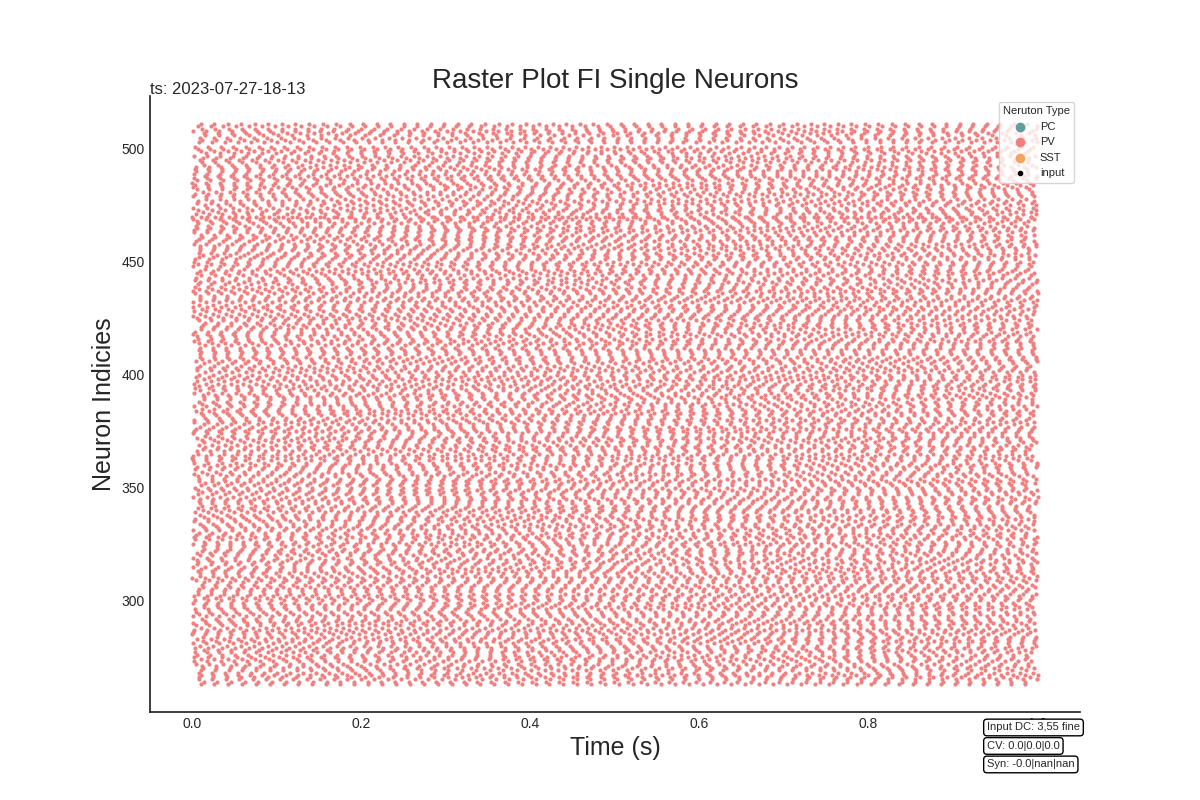 Raster Plot FI Single Neurons
ts: 2023-07-27-18-13
Neruton Type
PC
PV
SST
input
500
450
400
350
300
Neuron Indicies
0.0 0.2 0.4 0.6 0.8
Time (s)
Input DC: 3,55 fine
CV: 0.0|0.0|0.0
Syn: -0.0|nan|nan